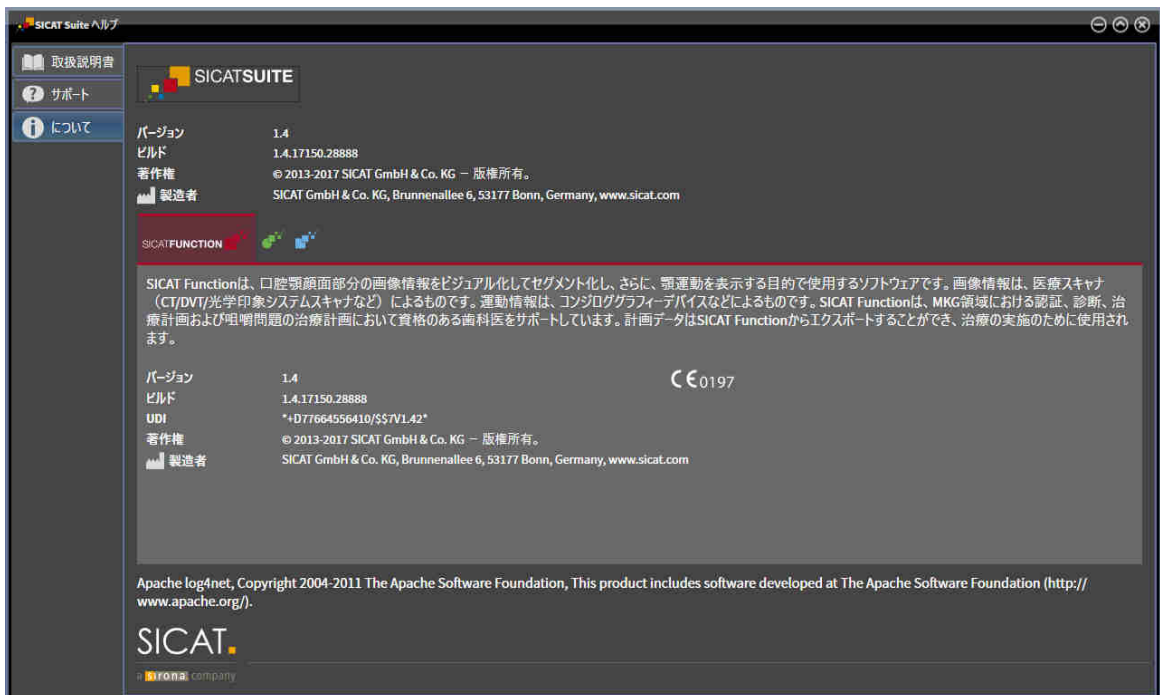 SICAT Suite ヘルプ
取扱説明書
サポート
について
SICATSUITE
バージョン 1.4
ビルド 1.4.17150.28888
著作権 © 2013-2017 SICAT GmbH & Co. KG – 版権所有。
製造者 SICAT GmbH & Co. KG, Brunnenallee 6, 53177 Bonn, Germany, www.sicat.com
SICATFUNCTION
SICAT Functionは、口腔顎顔面部分の画像情報をビジュアル化してセグメント化し、さらに、顎運動を表示する目的で使用するソフトウェアです。画像情報は、医療スキャナ
（CT/DVT/光学印象システムスキャナなど）によるものです。運動情報は、コンジログラフィーデバイスなどによるものです。SICAT Functionは、MKG領域における認証、診断、治
療計画および咀嚼問題の治療計画において資格のある歯科医をサポートしています。計画データはSICAT Functionからエクスポートすることができ、治療の実施のために使用され
ます。
バージョン 1.4
CE0197
ビルド 1.4.17150.28888
UDI *+D77664556410/$$7V1.42*
著作権 © 2013-2017 SICAT GmbH & Co. KG – 版権所有。
製造者 SICAT GmbH & Co. KG, Brunnenallee 6, 53177 Bonn, Germany, www.sicat.com
Apache log4net, Copyright 2004-2011 The Apache Software Foundation, This product includes software developed at The Apache Software Foundation (http://
www.apache.org/).
SICAT.
a sirona company